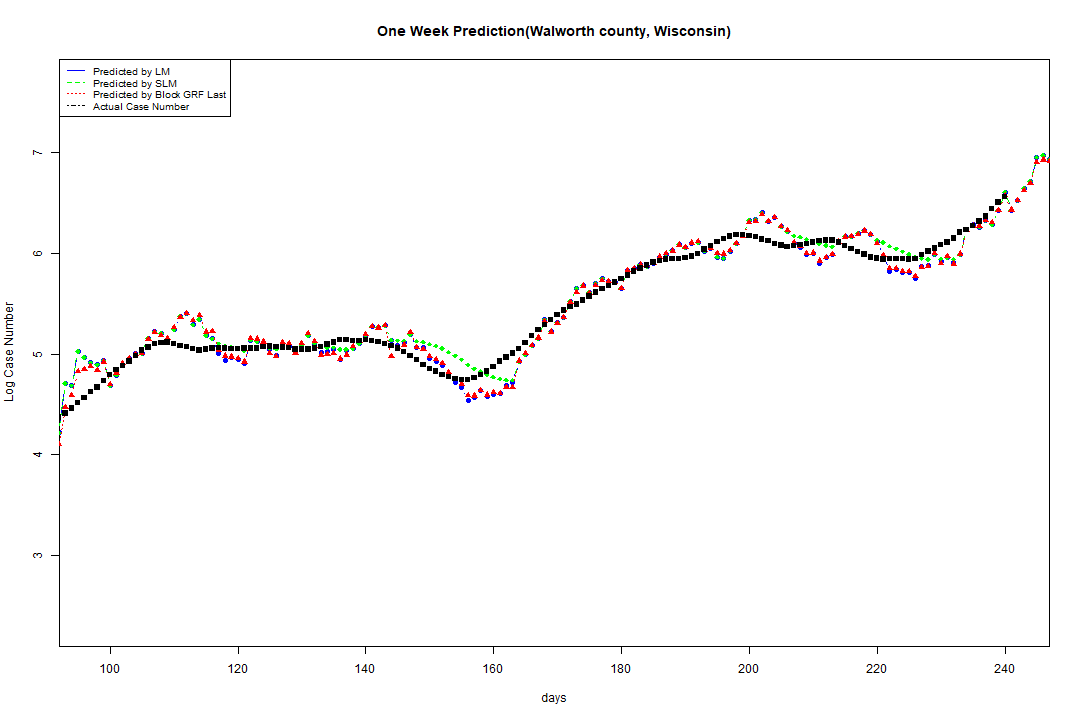 One Week Prediction(Walworth county, Wisconsin)
Predicted by LM
Predicted by SLM
Predicted by Block GRF Last
Actual Case Number
7
6
5
4
3
Log Case Number
100 120 140 160 180 200 220 240
days